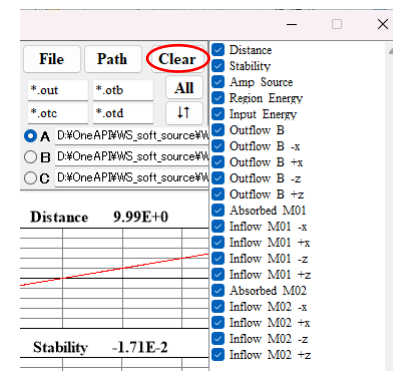 File Path Clear
*.out *.otb All
*.otc *.otd ↓↑
A D:¥OneAPI¥WS_soft_source¥W
B D:¥OneAPI¥WS_soft_source¥W
C D:¥OneAPI¥WS_soft_source¥W
Distance 9.99E+0
Stability -1.71E-2
Distance
Stability
Amp Source
Region Energy
Input Energy
Outflow B
Outflow B -x
Outflow B +x
Outflow B -z
Outflow B +z
Absorbed M01
Inflow M01 -x
Inflow M01 +x
Inflow M01 -z
Inflow M01 +z
Absorbed M02
Inflow M02 -x
Inflow M02 +x
Inflow M02 -z
Inflow M02 +z